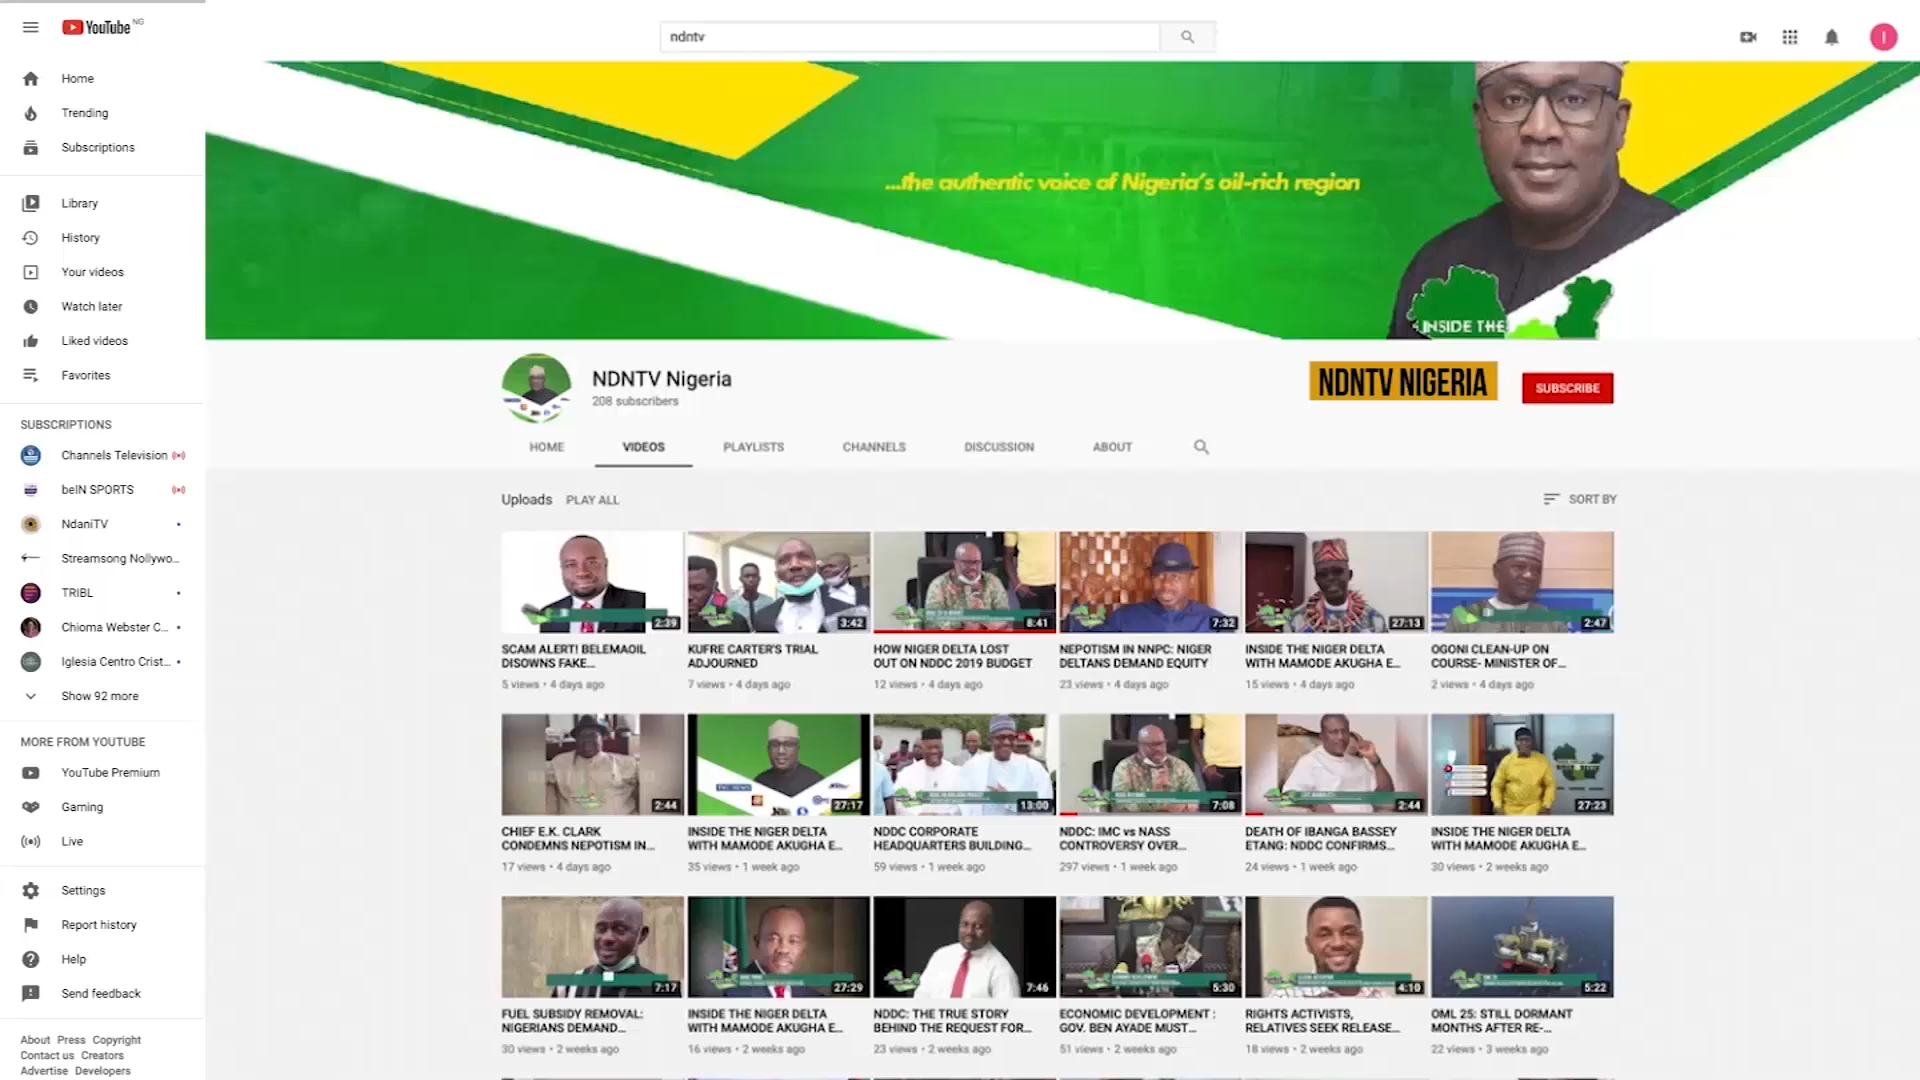 YouTube NG
ndntv
I
Home
Trending
Subscriptions
Library
History
Your videos
Watch later
Liked videos
Favorites
SUBSCRIPTIONS
Channels Television
beIN SPORTS
NdaniTV
Streamsong Nollywo...
TRIBL
Chioma Webster C...
Iglesia Centro Crist...
Show 92 more
MORE FROM YOUTUBE
YouTube Premium
Gaming
Live
Settings
Report history
Help
Send feedback
About Press Copyright
Contact us Creators
Advertise Developers
...the authentic voice of Nigeria's oil-rich region
INSIDE THE
NDNTV Nigeria
208 subscribers
NDNTV NIGERIA
SUBSCRIBE
HOME VIDEOS PLAYLISTS CHANNELS DISCUSSION ABOUT
Uploads PLAY ALL
SORT BY
2:39
SCAM ALERT! BELEMAOIL
DISOWNS FAKE...
5 views • 4 days ago
3:42
KUFRE CARTER'S TRIAL
ADJOURNED
7 views • 4 days ago
8:41
HOW NIGER DELTA LOST
OUT ON NDDC 2019 BUDGET
12 views • 4 days ago
7:32
NEPOTISM IN NNPC: NIGER
DELTANS DEMAND EQUITY
23 views • 4 days ago
27:13
INSIDE THE NIGER DELTA
WITH MAMODE AKUGHA E...
15 views • 4 days ago
2:47
OGONI CLEAN-UP ON
COURSE- MINISTER OF...
2 views • 4 days ago
2:44
CHIEF E.K. CLARK
CONDEMNS NEPOTISM IN...
17 views • 4 days ago
27:17
INSIDE THE NIGER DELTA
WITH MAMODE AKUGHA E...
35 views • 1 week ago
13:00
NDDC CORPORATE
HEADQUARTERS BUILDING...
59 views • 1 week ago
7:08
NDDC: IMC vs NASS
CONTROVERSY OVER...
297 views • 1 week ago
2:44
DEATH OF IBANGA BASSEY
ETANG: NDDC CONFIRMS...
24 views • 1 week ago
27:23
INSIDE THE NIGER DELTA
WITH MAMODE AKUGHA E...
30 views • 2 weeks ago
7:17
FUEL SUBSIDY REMOVAL:
NIGERIANS DEMAND...
30 views • 2 weeks ago
27:29
INSIDE THE NIGER DELTA
WITH MAMODE AKUGHA E...
16 views • 2 weeks ago
7:46
NDDC: THE TRUE STORY
BEHIND THE REQUEST FOR...
23 views • 2 weeks ago
5:30
ECONOMIC DEVELOPMENT :
GOV. BEN AYADE MUST...
51 views • 2 weeks ago
4:10
RIGHTS ACTIVISTS,
RELATIVES SEEK RELEASE...
18 views • 2 weeks ago
5:22
OML 25: STILL DORMANT
MONTHS AFTER RE-...
22 views • 3 weeks ago